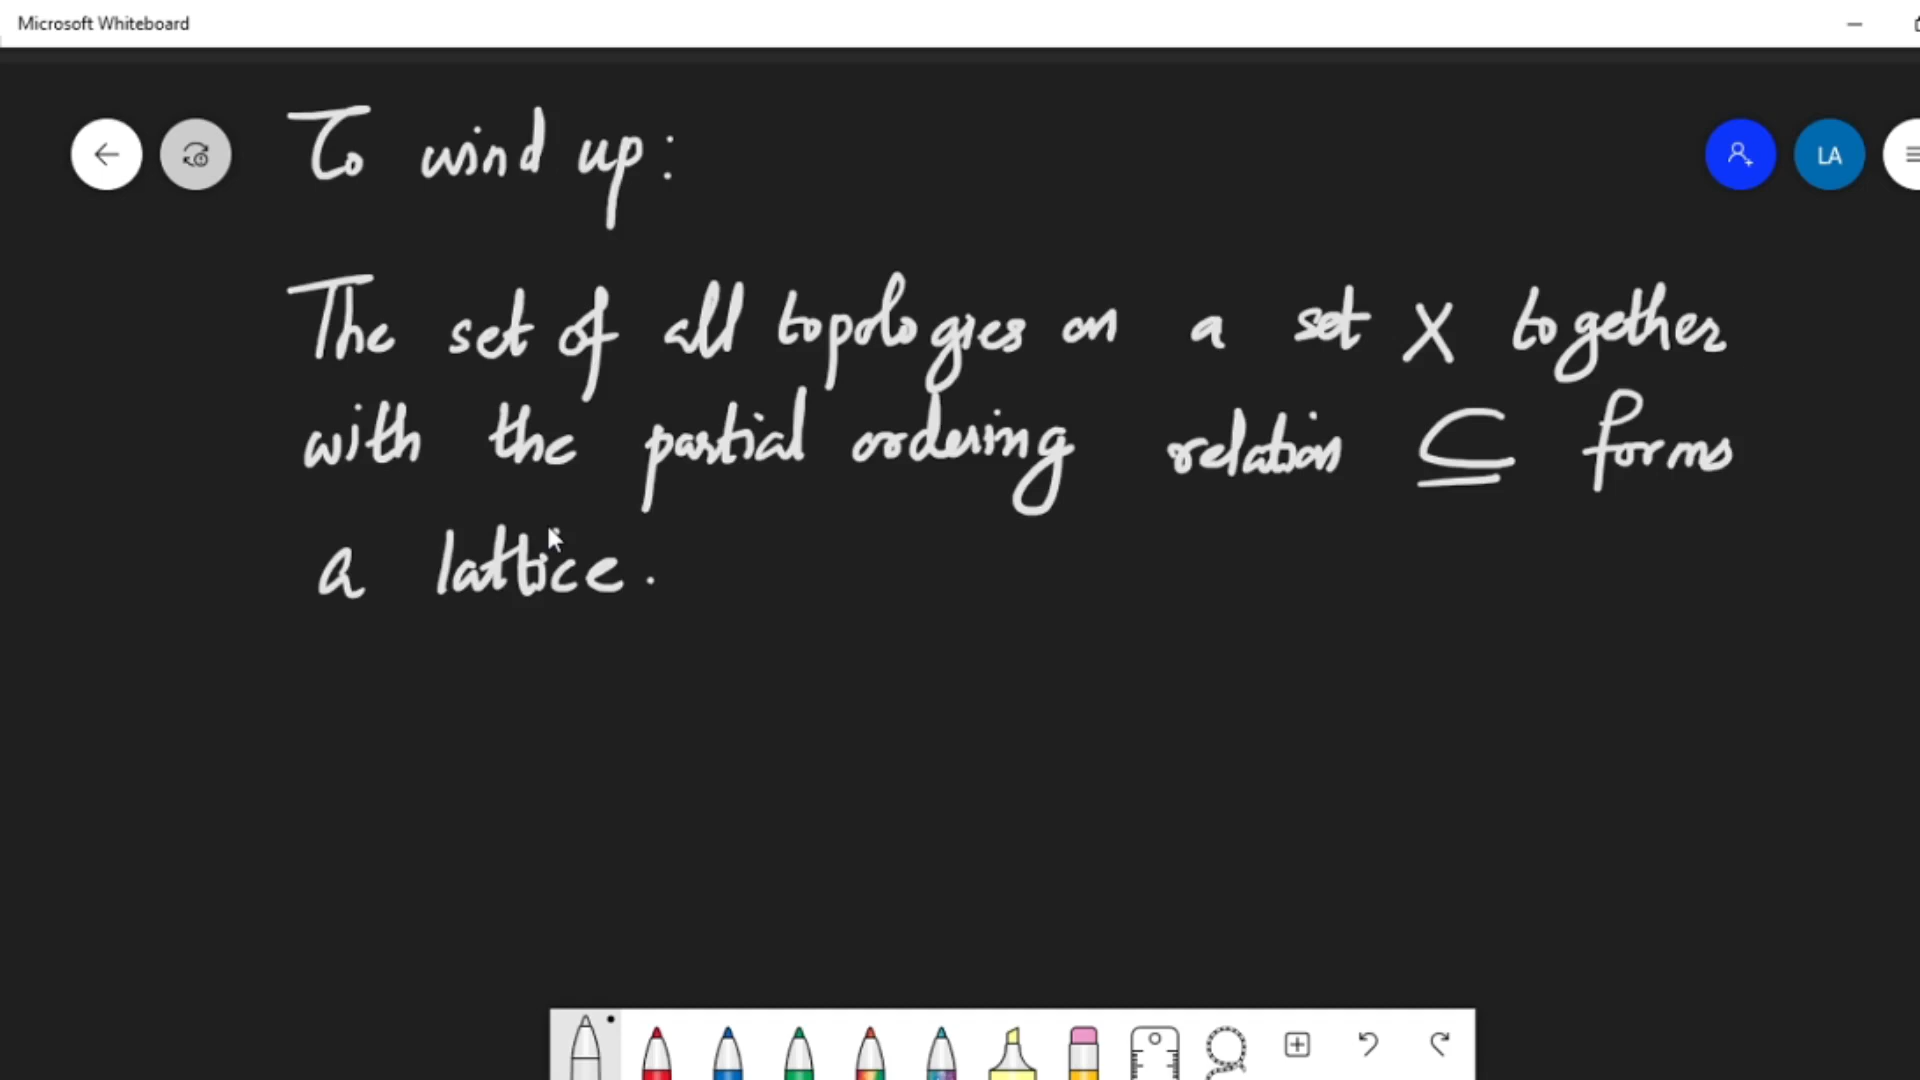 Microsoft Whiteboard
To wind up:
LA
The set of all topologies on a set X together
with the partial ordering relation ⊆ forms
a lattice.